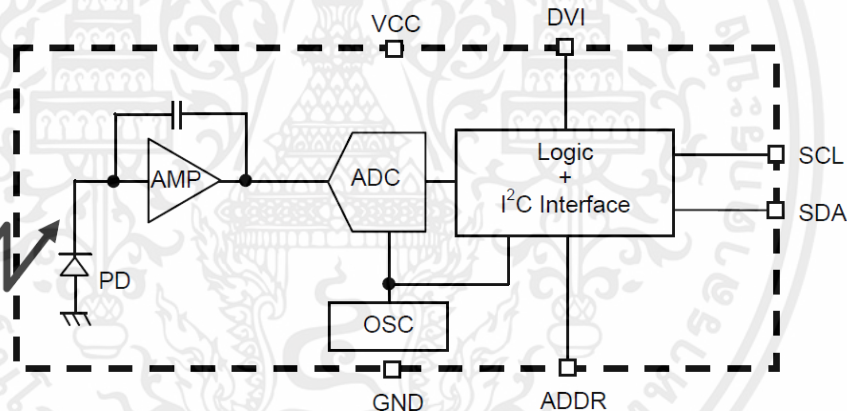 VCC
DVI
AMP
ADC
Logic
+
I²C Interface
SCL
SDA
PD
OSC
GND
ADDR